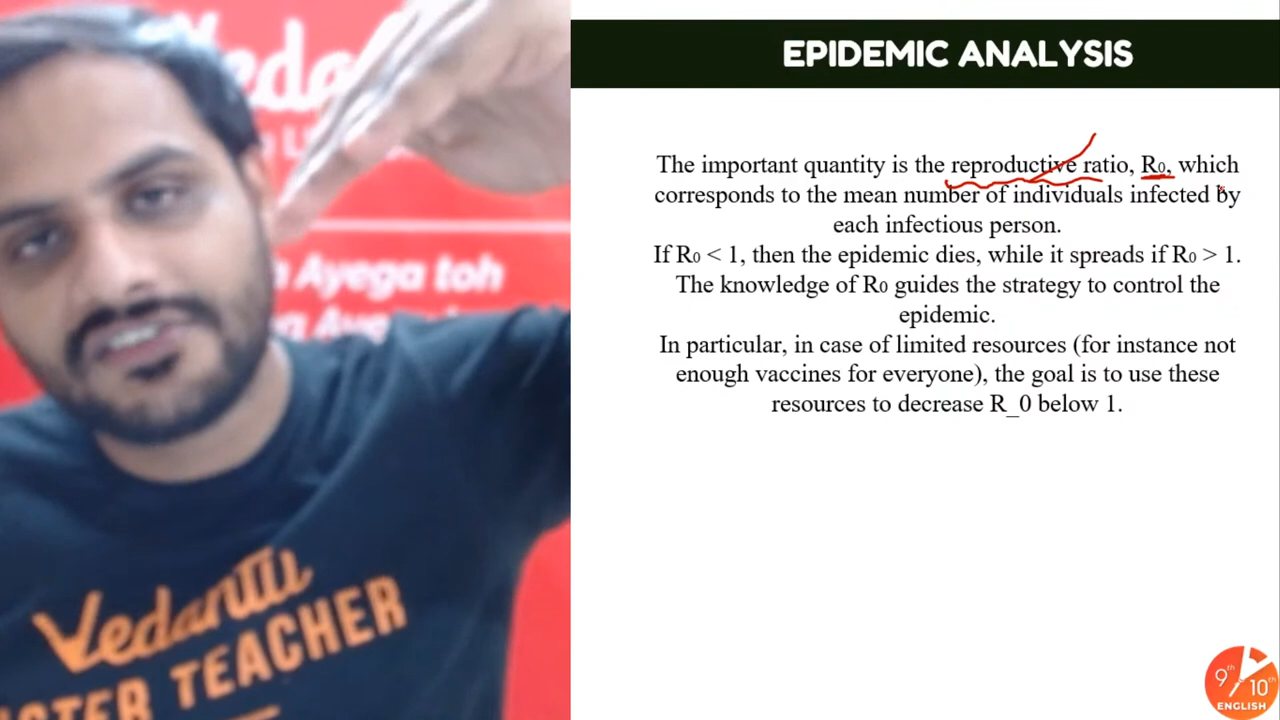 EPIDEMIC ANALYSIS
The important quantity is the reproductive ratio, R₀, which
corresponds to the mean number of individuals infected by
each infectious person.
If R₀ < 1, then the epidemic dies, while it spreads if R₀ > 1.
The knowledge of R₀ guides the strategy to control the
epidemic.
In particular, in case of limited resources (for instance not
enough vaccines for everyone), the goal is to use these
resources to decrease R_0 below 1.
Ayega toh
Vedantu
TEACHER
9th 10th
ENGLISH